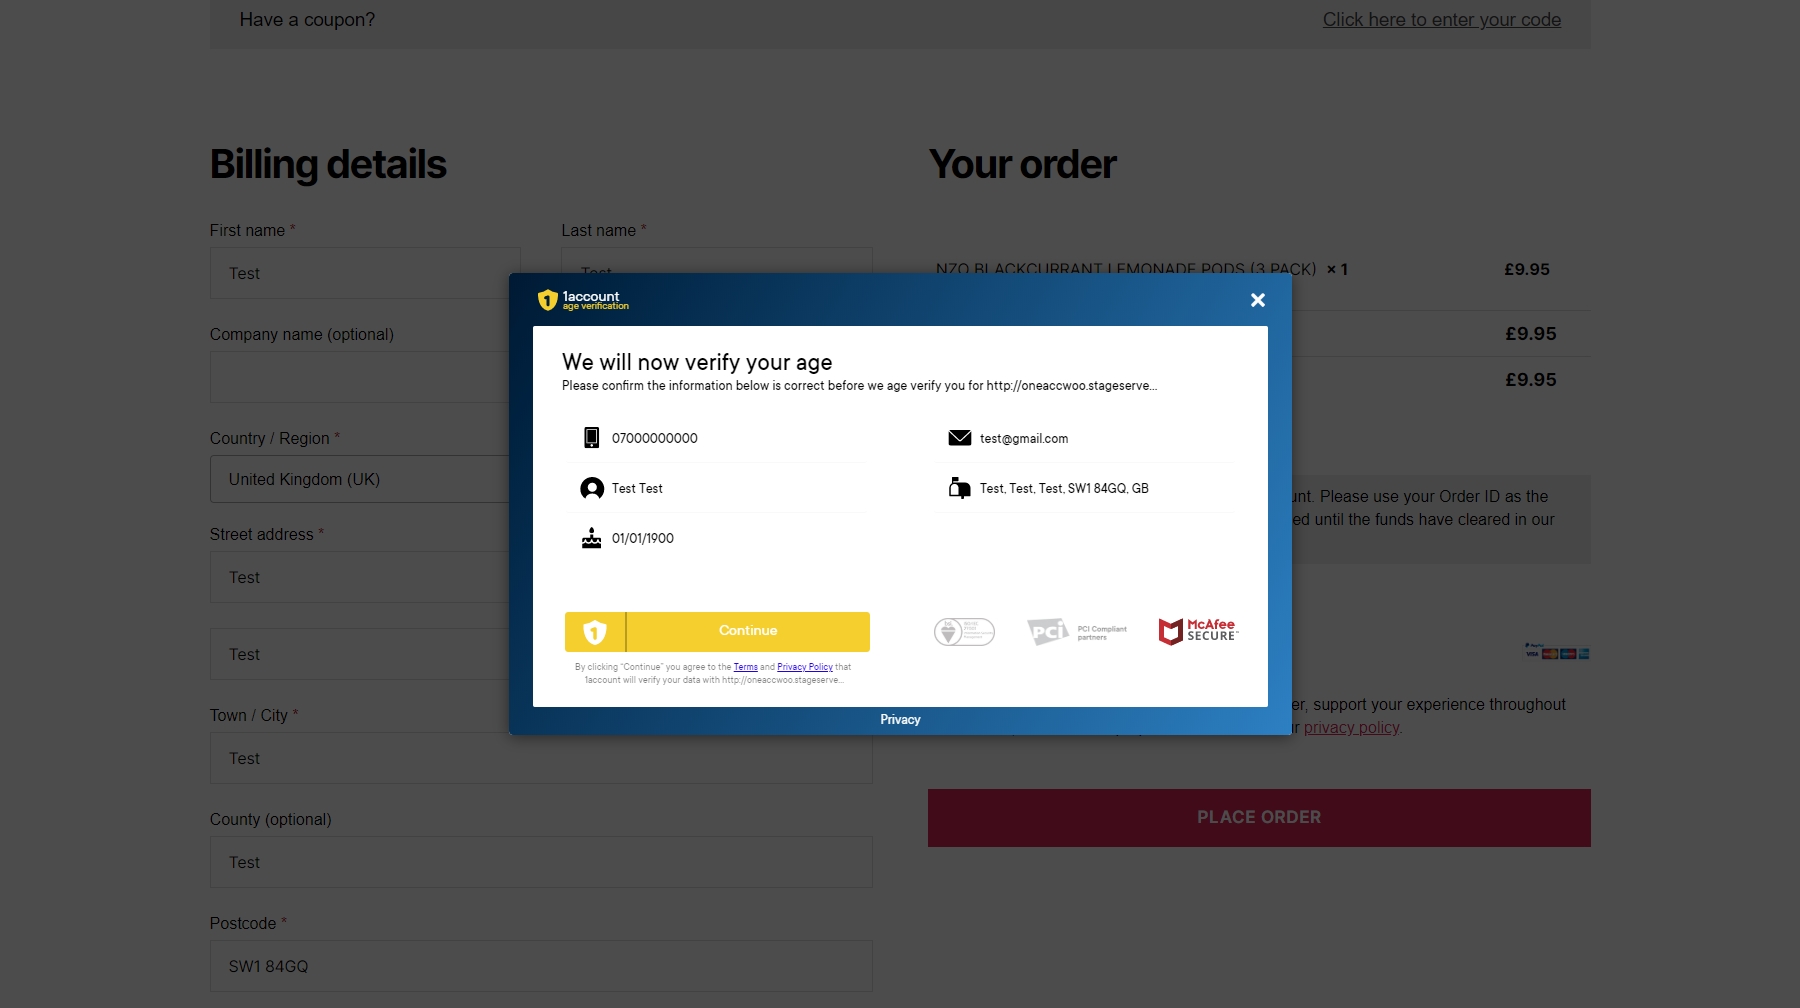 Have a coupon?
Click here to enter your code
Billing details
First name *
Last name *
Test
Test
Company name (optional)
Country / Region *
United Kingdom (UK)
Street address *
Test
Test
Town / City *
Test
County (optional)
Test
Postcode *
SW1 84GQ
Your order
NZO BLACKCURRANT LEMONADE PODS (3 PACK) × 1
£9.95
£9.95
£9.95
unt. Please use your Order ID as the
ed until the funds have cleared in our
PayPal
VISA
er, support your experience throughout
ur privacy policy.
PLACE ORDER
1account
age verification
We will now verify your age
Please confirm the information below is correct before we age verify you for http://oneaccwoo.stageserve...
07000000000
test@gmail.com
Test Test
Test, Test, Test, SW1 84GQ, GB
01/01/1900
1
Continue
By clicking "Continue" you agree to the Terms and Privacy Policy that
1account will verify your data with http://oneaccwoo.stageserve...
PCI
PCI Compliant
partners
McAfee
SECURE™
Privacy